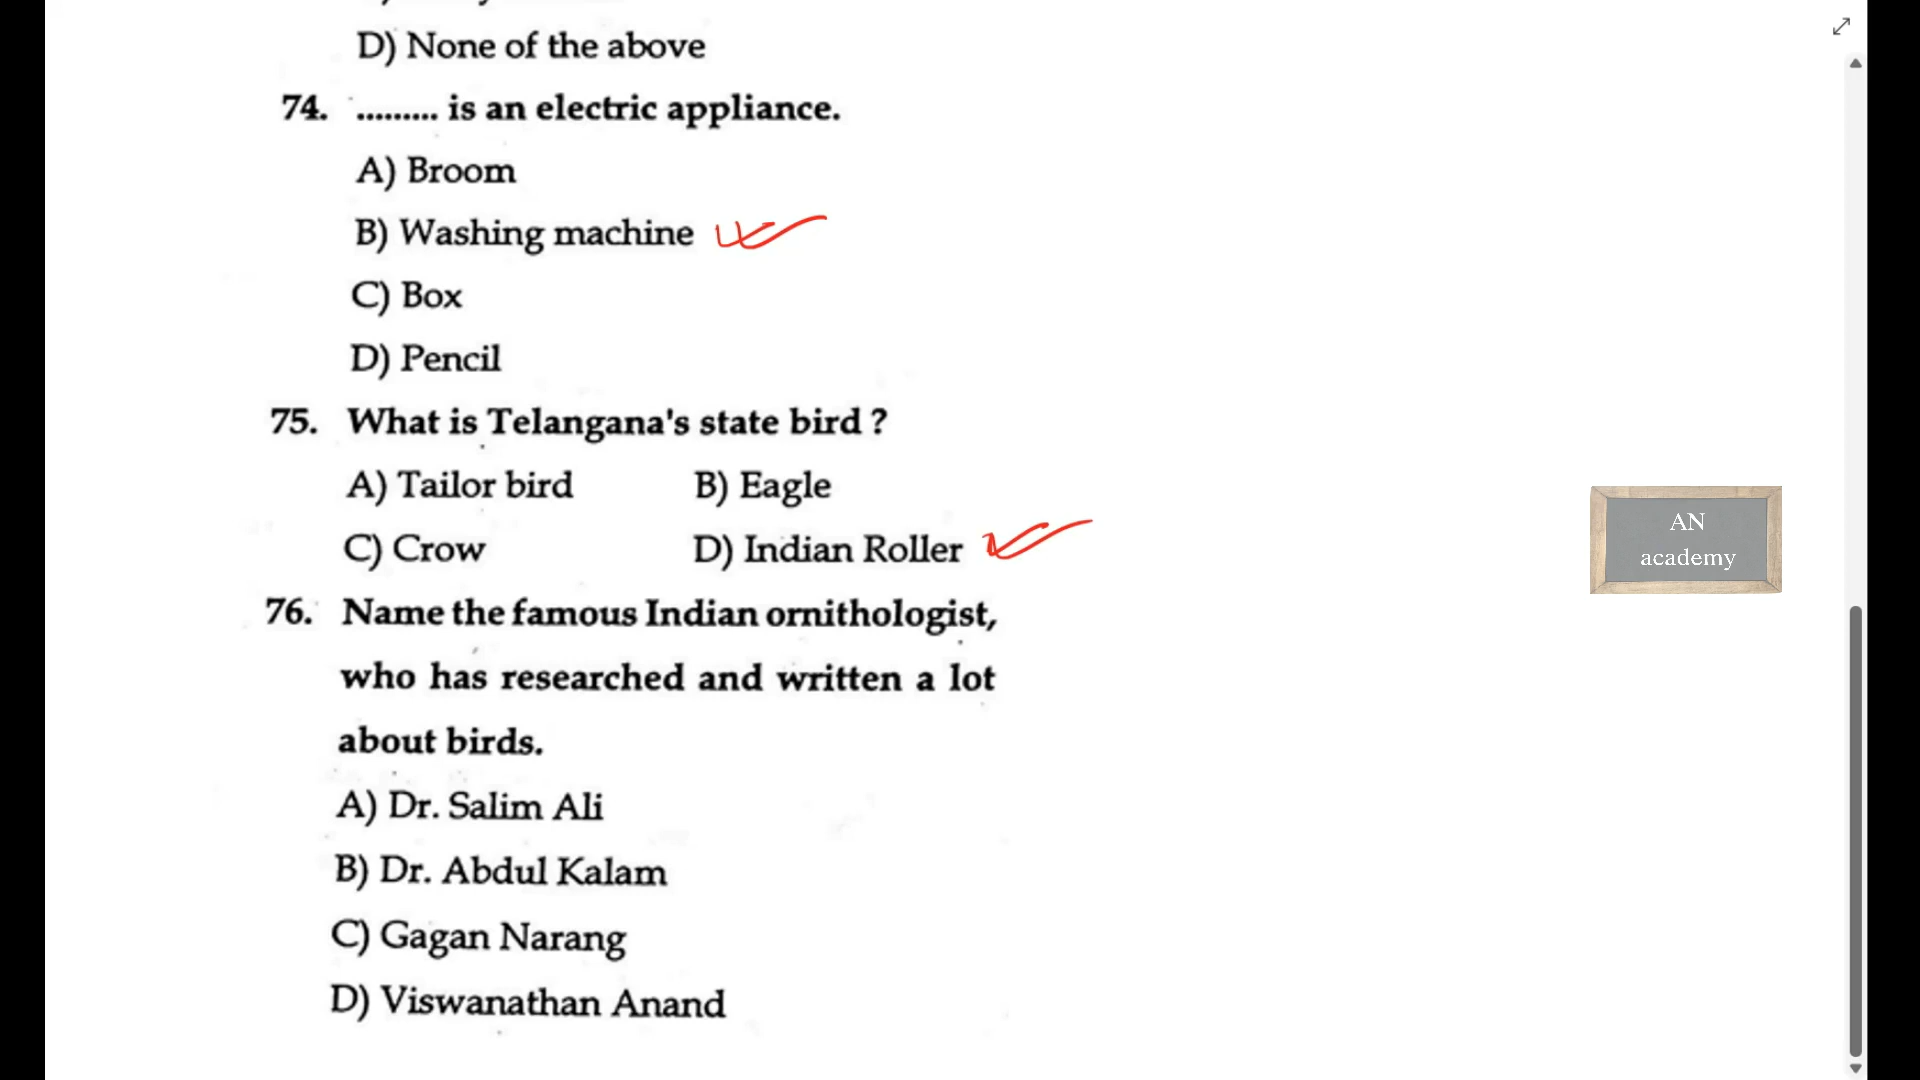 D) None of the above
74. ......... is an electric appliance.
A) Broom
B) Washing machine
C) Box
D) Pencil
75. What is Telangana's state bird ?
A) Tailor bird B) Eagle
C) Crow D) Indian Roller
76. Name the famous Indian ornithologist,
who has researched and written a lot
about birds.
A) Dr. Salim Ali
B) Dr. Abdul Kalam
C) Gagan Narang
D) Viswanathan Anand
AN
academy